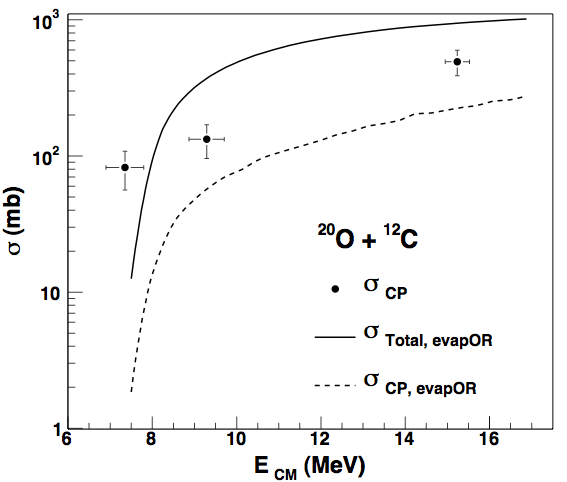 10³
10²
10
1
σ (mb)
²⁰O + ¹²C
σ CP
σ Total, evapOR
σ CP, evapOR
6 8 10 12 14 16
E CM (MeV)